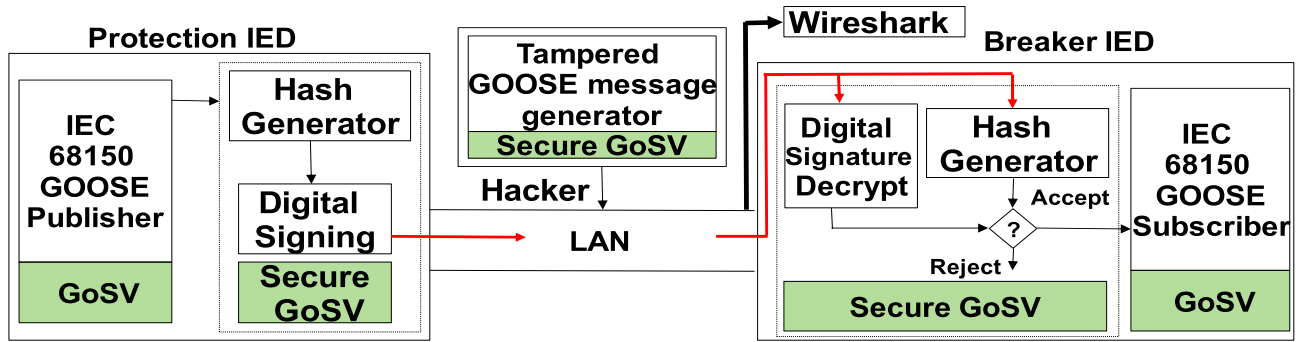 Protection IED
IEC
68150
GOOSE
Publisher
GoSV
Hash
Generator
Digital
Signing
Secure
GoSV
Tampered
GOOSE message
generator
Secure GoSV
Hacker
LAN
Wireshark
Breaker IED
Digital
Signature
Decrypt
Hash
Generator
Accept
?
Reject
Secure GoSV
IEC
68150
GOOSE
Subscriber
GoSV